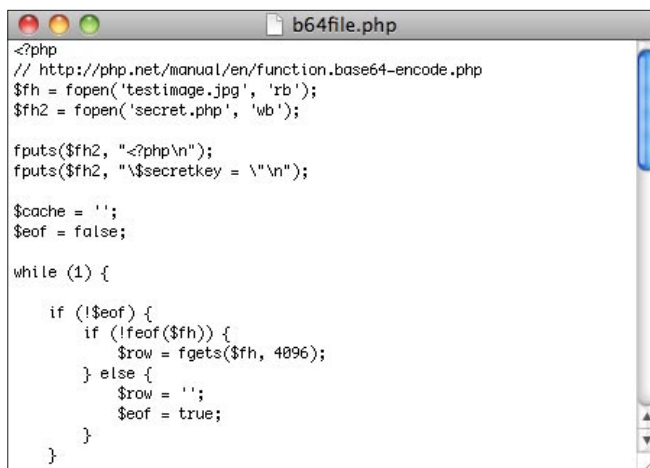 b64file.php
<?php
// http://php.net/manual/en/function.base64-encode.php
$fh = fopen('testimage.jpg', 'rb');
$fh2 = fopen('secret.php', 'wb');

fputs($fh2, "<?php\n");
fputs($fh2, "\$secretkey = \"\n");

$cache = '';
$eof = false;

while (1) {

    if (!$eof) {
        if (!feof($fh)) {
            $row = fgets($fh, 4096);
        } else {
            $row = '';
            $eof = true;
        }
    }